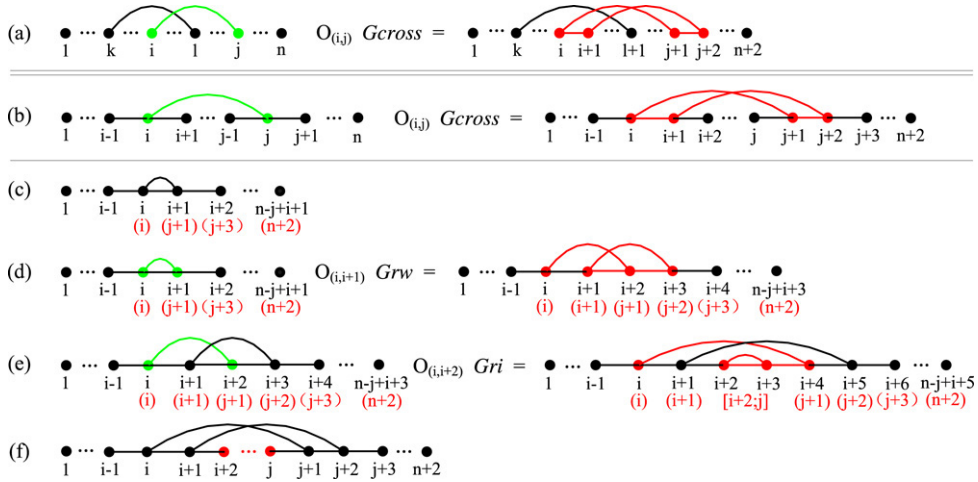 (a) 1 ··· k ··· i ··· l ··· j ··· n O(i,j) Gcross = 1 ··· k ··· i i+1 ··· l+1 ··· j+1 j+2 ··· n+2
(b) 1 ··· i-1 i i+1 ··· j-1 j j+1 ··· n O(i,j) Gcross = 1 ··· i-1 i i+1 i+2 ··· j j+1 j+2 j+3 ··· n+2
(c) ··· ···
1 i-1 i i+1 i+2 n-j+i+1
(i) (j+1) (j+3) (n+2)
(d) ··· ··· O(i,i+1) Grw = ··· ···
1 i-1 i i+1 i+2 n-j+i+1 1 i-1 i i+1 i+2 i+3 i+4 n-j+i+3
(i) (j+1) (j+3) (n+2) (i) (i+1) (j+1) (j+2) (j+3) (n+2)
(e) ··· ··· O(i,i+2) Gri = ··· ···
1 i-1 i i+1 i+2 i+3 i+4 n-j+i+3 1 i-1 i i+1 i+2 i+3 i+4 i+5 i+6 n-j+i+5
(i) (i+1) (j+1) (j+2) (j+3) (n+2) (i) (i+1) [i+2;j] (j+1) (j+2) (j+3) (n+2)
(f) ··· ··· ···
1 i-1 i i+1 i+2 j j+1 j+2 j+3 n+2